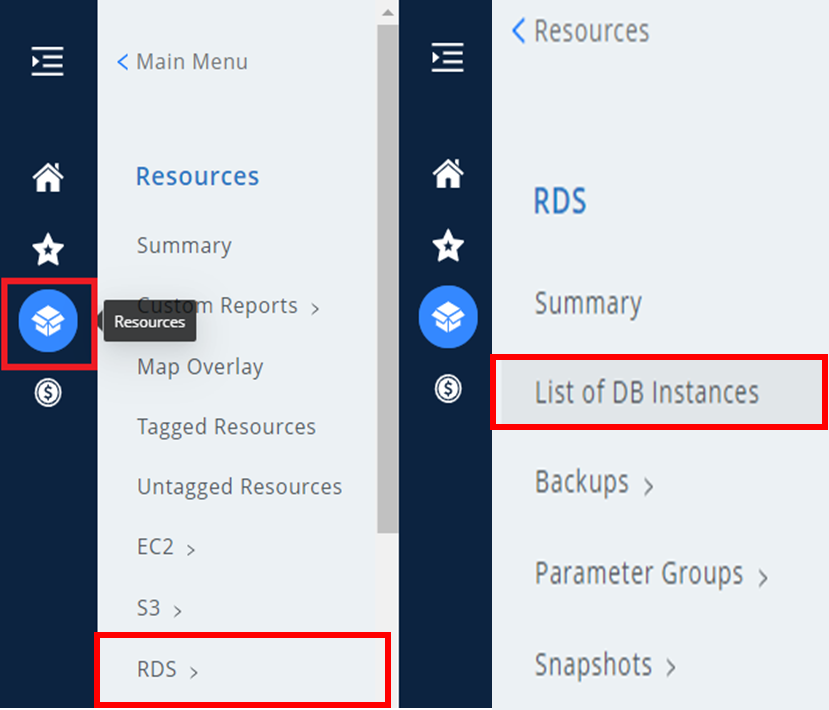 Main Menu
Resources
Summary
Custom Reports
Resources
Map Overlay
Tagged Resources
Untagged Resources
EC2
S3
RDS
Resources
RDS
Summary
List of DB Instances
Backups
Parameter Groups
Snapshots